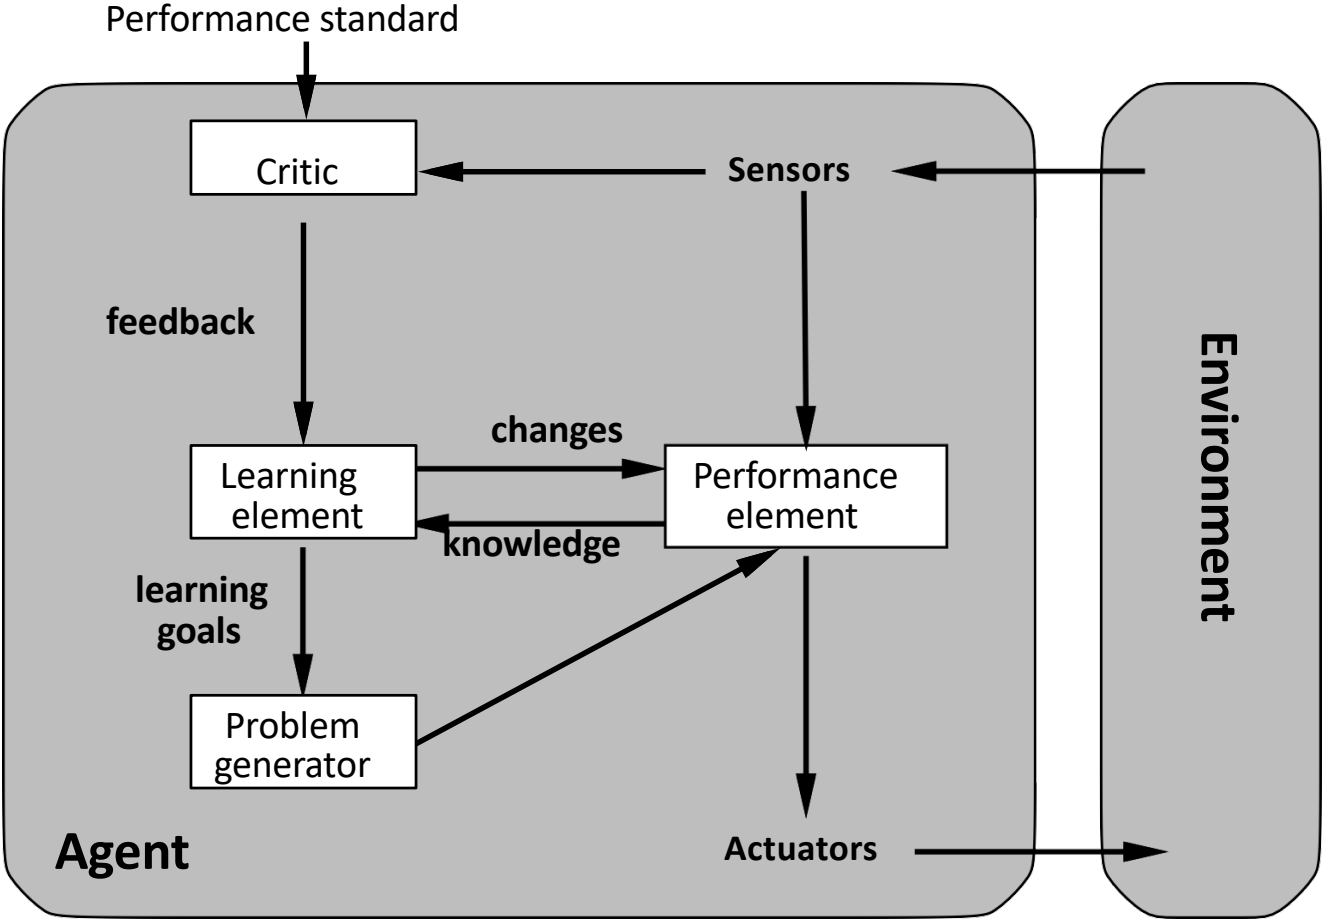 Performance standard
Critic
Sensors
feedback
changes
Learning
element
Performance
element
knowledge
learning
goals
Problem
generator
Agent
Actuators
Environment